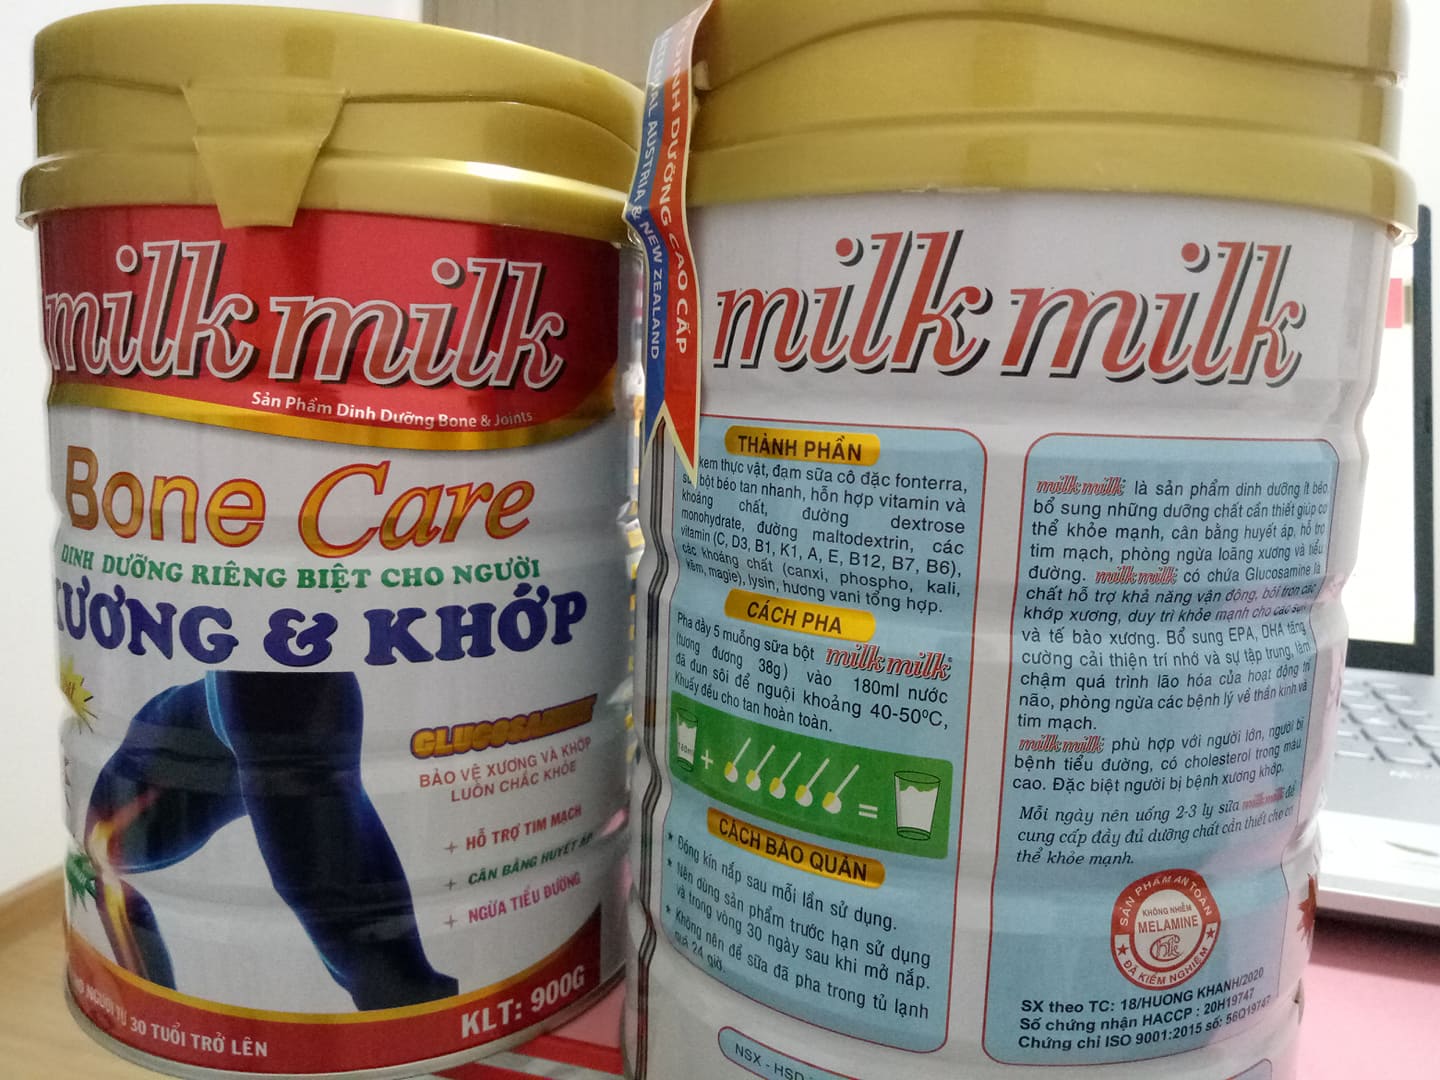 milk milk
Sản Phẩm Dinh Dưỡng Bone & Joints
Bone Care
DINH DƯỠNG RIÊNG BIỆT CHO NGƯỜI
XƯƠNG & KHỚP
GLUCOSAMINE
BẢO VỆ XƯƠNG VÀ KHỚP
LUÔN CHẮC KHỎE
+ HỖ TRỢ TIM MẠCH
+ CÂN BẰNG HUYẾT ÁP
+ NGỪA TIỂU ĐƯỜNG
NGƯỜI TỪ 30 TUỔI TRỞ LÊN
KLT: 900G
DINH DƯỠNG CAO CẤP
AUSTRIA & NEW ZEALAND
milk milk
THÀNH PHẦN
kem thực vật, đạm sữa cô đặc fonterra,
bột béo tan nhanh, hỗn hợp vitamin và
khoáng chất, đường dextrose
monohydrate, đường maltodextrin, các
vitamin (C, D3, B1, K1, A, E, B12, B7, B6),
các khoáng chất (canxi, phospho, kali,
kẽm, magie), lysin, hương vani tổng hợp.
CÁCH PHA
Pha đầy 5 muỗng sữa bột milk milk
(tương đương 38g) vào 180ml nước
đã đun sôi để nguội khoảng 40-50ºC,
Khuấy đều cho tan hoàn toàn.
180ml + =
CÁCH BẢO QUẢN
★ Đóng kín nắp sau mỗi lần sử dụng.
★ Nên dùng sản phẩm trước hạn sử dụng
và trong vòng 30 ngày sau khi mở nắp.
★ Không nên để sữa đã pha trong tủ lạnh
quá 24 giờ.
milk milk là sản phẩm dinh dưỡng ít béo
bổ sung những dưỡng chất cần thiết giúp cơ
thể khỏe mạnh, cân bằng huyết áp, hỗ trợ
tim mạch, phòng ngừa loãng xương và tiểu
đường. milk milk có chứa Glucosamine là
chất hỗ trợ khả năng vận động, bôi trơn các
khớp xương, duy trì khỏe mạnh cho các sụn
và tế bào xương. Bổ sung EPA, DHA tăng
cường cải thiện trí nhớ và sự tập trung, làm
chậm quá trình lão hóa của hoạt động trí
não, phòng ngừa các bệnh lý về thần kinh và
tim mạch.
milk milk phù hợp với người lớn, người bị
bệnh tiểu đường, có cholesterol trong máu
cao. Đặc biệt người bị bệnh xương khớp.
Mỗi ngày nên uống 2-3 ly sữa milk milk để
cung cấp đầy đủ dưỡng chất cần thiết cho cơ
thể khỏe mạnh.
SẢN PHẨM AN TOÀN
KHÔNG NHIỄM
MELAMINE
hk
ĐÃ KIỂM NGHIỆM
SX theo TC: 18/HUONG KHANH/2020
Số chứng nhận HACCP : 20H19747
Chứng chỉ ISO 9001:2015 số: 56Q19747
NSX - HSD